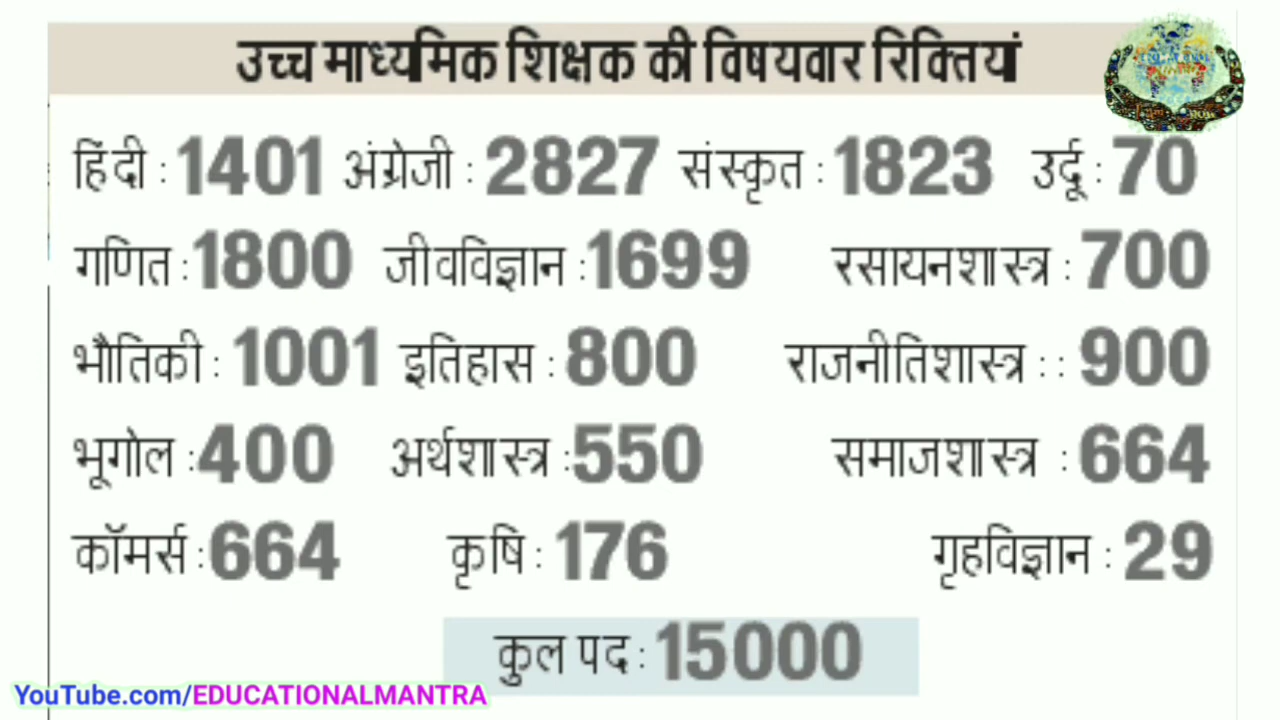 उच्च माध्यमिक शिक्षक की विषयवार रिक्तियां
हिंदी : 1401 अंग्रेजी : 2827 संस्कृत : 1823 उर्दू : 70
गणित : 1800 जीवविज्ञान : 1699 रसायनशास्त्र : 700
भौतिकी : 1001 इतिहास : 800 राजनीतिशास्त्र : : 900
भूगोल : 400 अर्थशास्त्र : 550 समाजशास्त्र : 664
कॉमर्स : 664 कृषि : 176 गृहविज्ञान : 29
कुल पद : 15000
YouTube.com/EDUCATIONALMANTRA